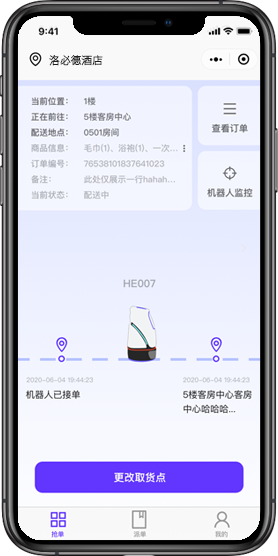 9:41
洛必德酒店
当前位置： 1楼
正在前往： 5楼客房中心
配送地点： 0501房间
商品信息： 毛巾(1)、浴袍(1)、一次...
订单编号： 76538101837641023
备注： 此处仅展示一行hahah...
当前状态： 配送中
查看订单
机器人监控
HE007
2020-06-04 19:44:23
机器人已接单
2020-06-04 19:44:23
5楼客房中心客房
中心哈哈哈...
更改取货点
抢单
派单
我的